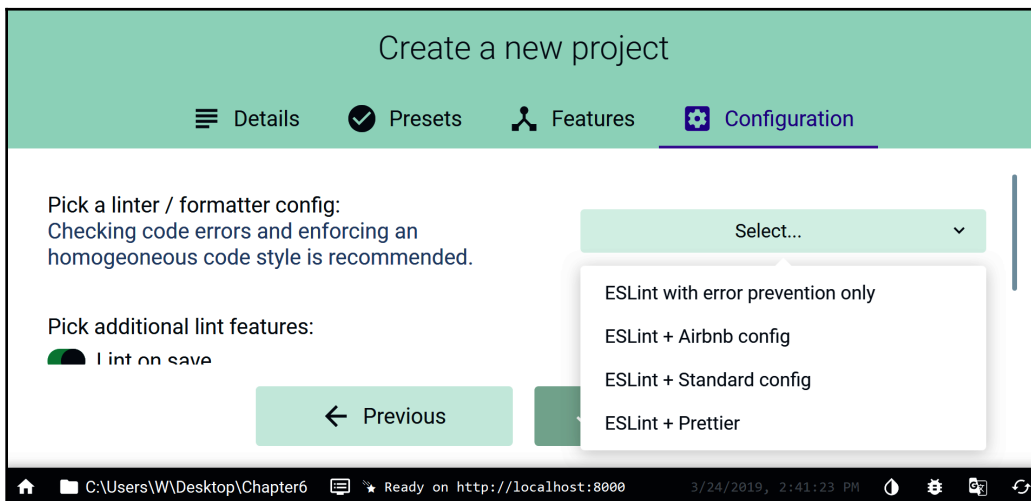 Create a new project
Details
Presets
Features
Configuration
Pick a linter / formatter config:
Checking code errors and enforcing an
homogeoneous code style is recommended.
Select...
ESLint with error prevention only
ESLint + Airbnb config
ESLint + Standard config
ESLint + Prettier
Pick additional lint features:
Lint on save
Previous
C:\Users\W\Desktop\Chapter6
Ready on http://localhost:8000
3/24/2019, 2:41:23 PM